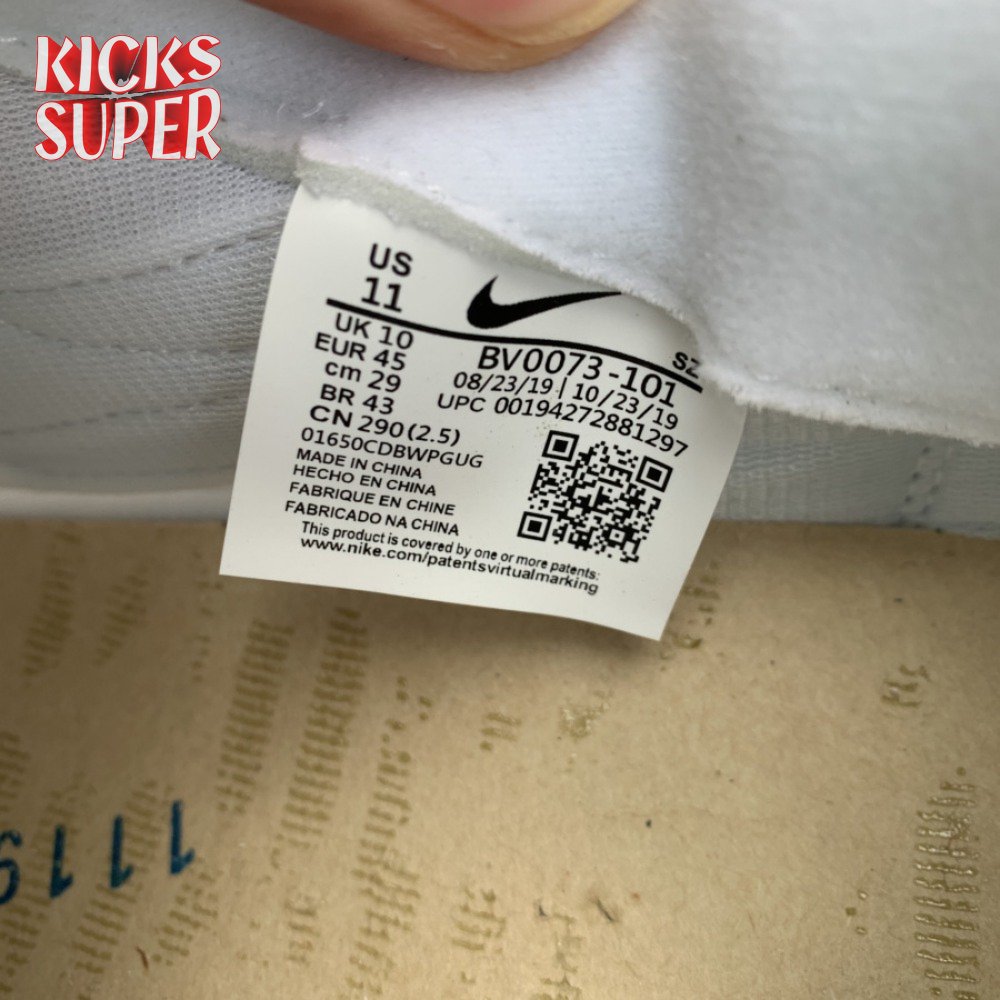 KICKS
SUPER
US
11
SZ
UK 10
EUR 45
cm 29
BR 43
CN 290 (2.5)
BV0073-101
08/23/19 | 10/23/19
UPC 00194272881297
01650CDBWPGUG
MADE IN CHINA
HECHO EN CHINA
FABRIQUE EN CHINE
FABRICADO NA CHINA
This product is covered by one or more patents:
www.nike.com/patentsvirtualmarking